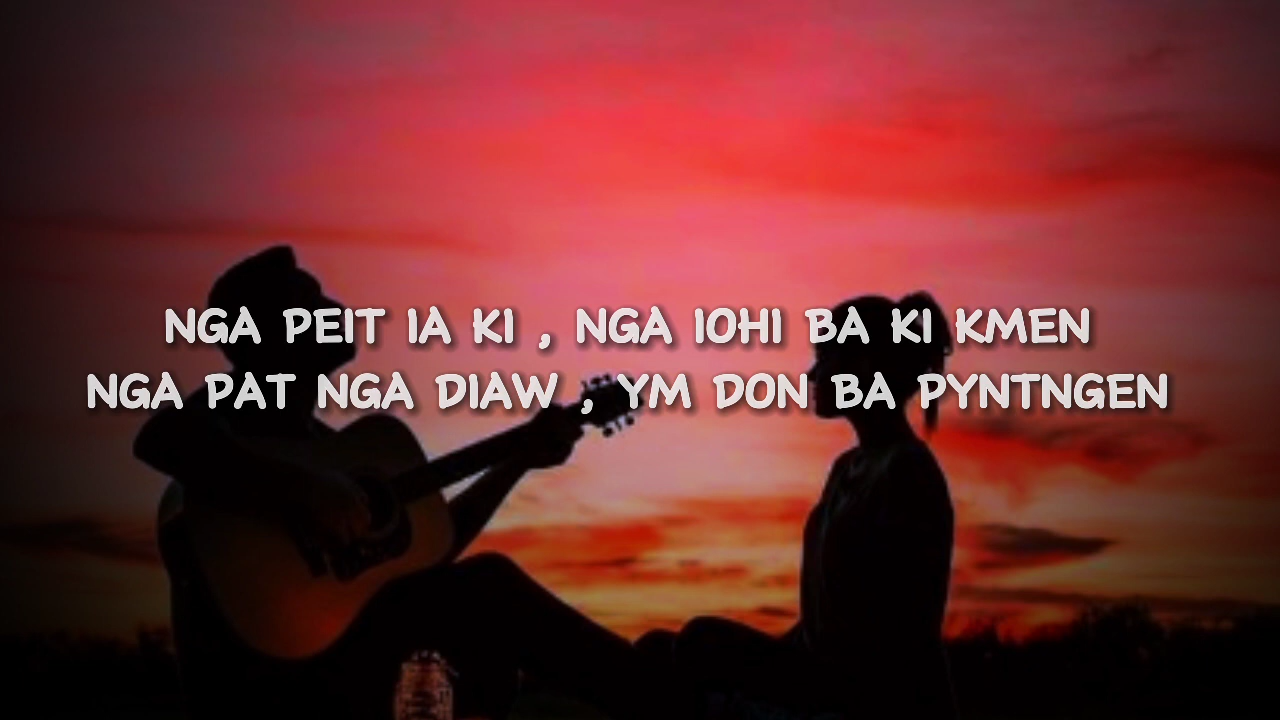 NGA PEIT IA KI , NGA IOHI BA KI KMEN
NGA PAT NGA DIAW , YM DON BA PYNTNGEN